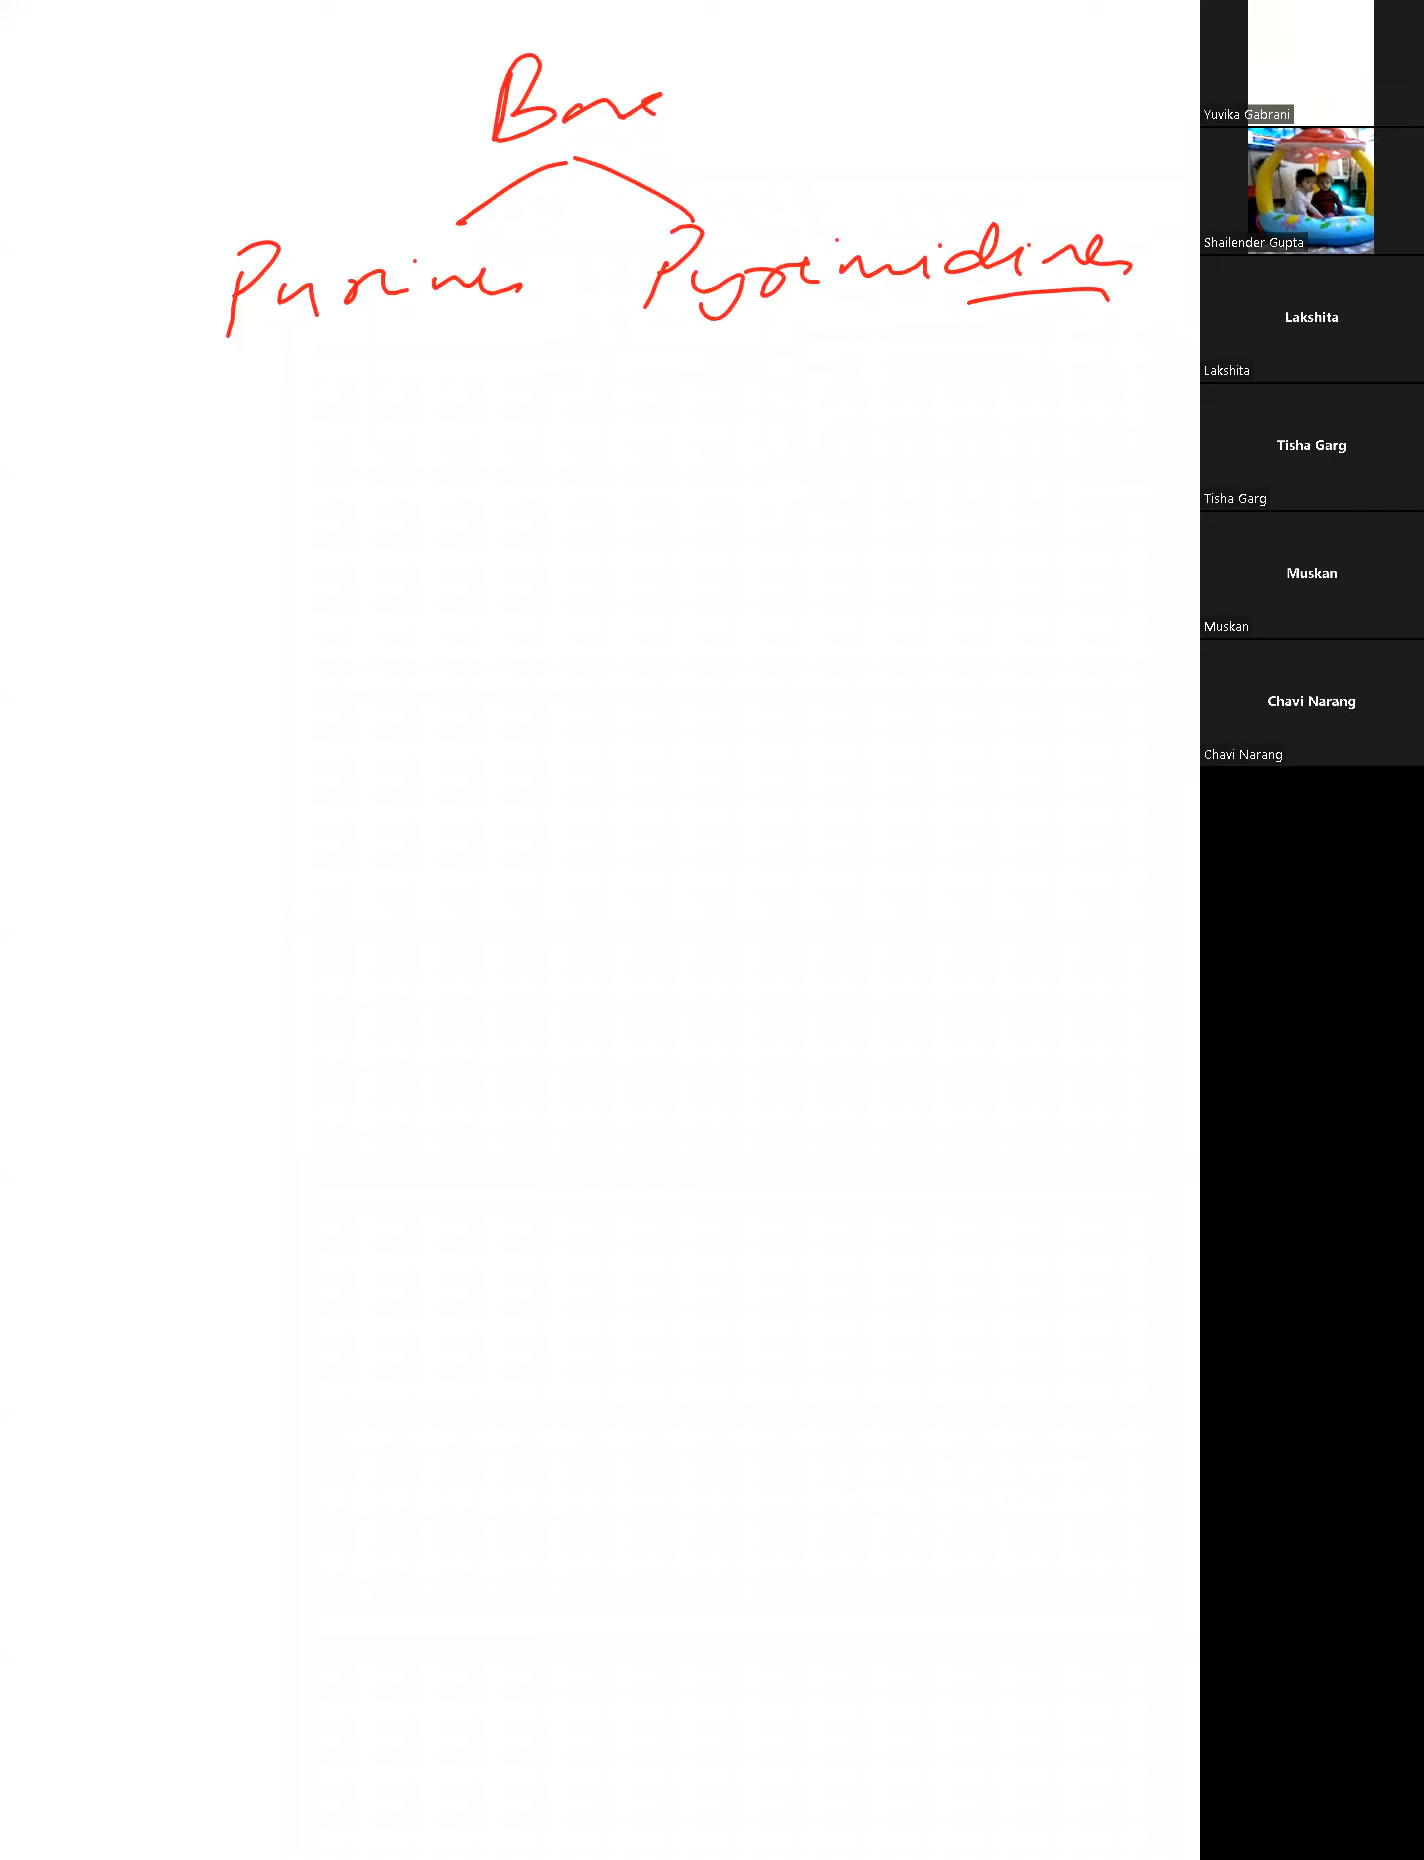 Base
Purines Pyrimidines
Yuvika Gabrani
Shailender Gupta
Lakshita
Lakshita
Tisha Garg
Tisha Garg
Muskan
Muskan
Chavi Narang
Chavi Narang